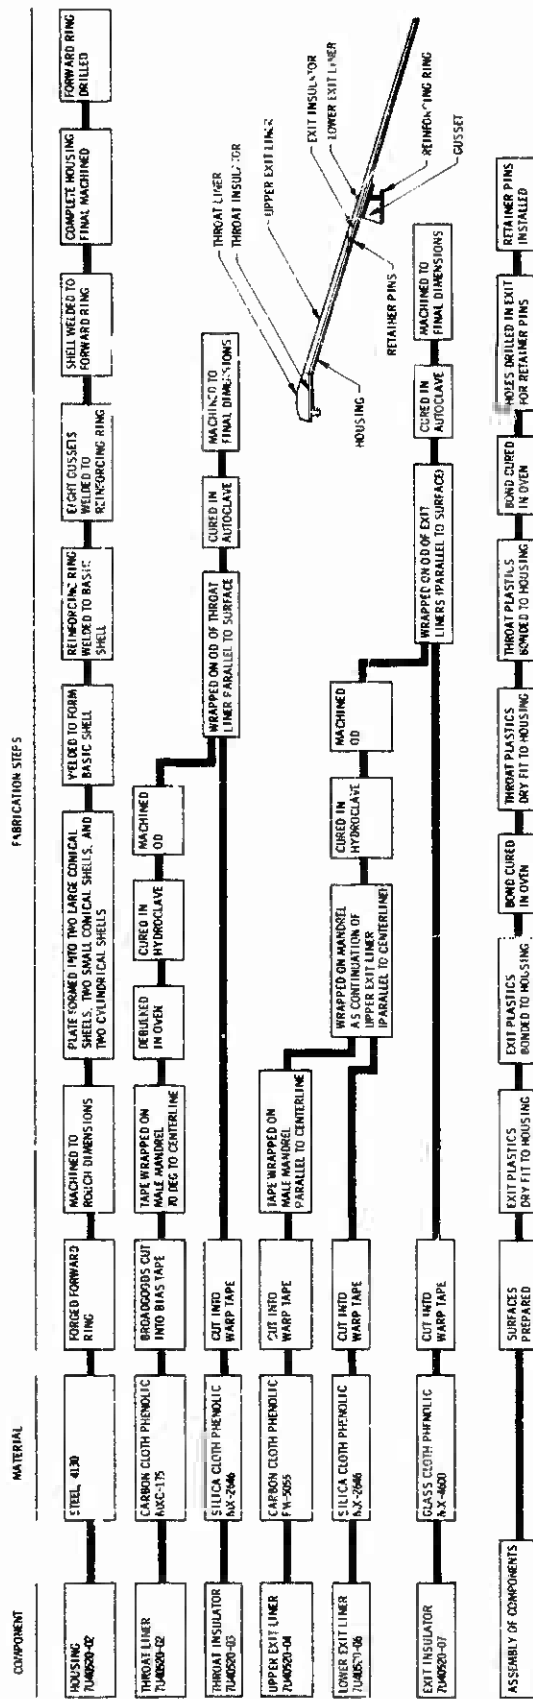 COMPONENT
MATERIAL
FABRICATION STEPS
HOUSING
7U40520-02
STEEL, 4130
FORGED FORWARD
RING
MACHINED TO
ROUGH DIMENSIONS
PLATE FORMED INTO TWO LARGE CONICAL
SHELLS, TWO SMALL CONICAL SHELLS, AND
TWO CYLINDRICAL SHELLS
WELDED TO FORM
BASIC SHELL
REINFORCING RING
WELDED TO BASIC
SHELL
EIGHT GUSSETS
WELDED TO
REINFORCING RING
SHELL WELDED TO
FORWARD RING
COMPLETE HOUSING
FINAL MACHINED
FORWARD RING
DRILLED
THROAT LINER
7U40520-02
CARBON CLOTH PHENOLIC
MXC-175
BROADGOODS CUT
INTO BIAS TAPE
TAPE WRAPPED ON
MALE MANDREL
70 DEG TO CENTERLINE
DEBULKED
IN OVEN
CURED IN
HYDROCLAVE
MACHINED
OD
THROAT INSULATOR
7U40520-03
SILICA CLOTH PHENOLIC
MX-2646
CUT INTO
WARP TAPE
WRAPPED ON OD OF THROAT
LINER PARALLEL TO SURFACE
CURED IN
AUTOCLAVE
MACHINED TO
FINAL DIMENSIONS
UPPER EXIT LINER
7U40520-04
CARBON CLOTH PHENOLIC
FM-5055
CUT INTO
WARP TAPE
TAPE WRAPPED ON
MALE MANDREL
PARALLEL TO CENTERLINE
LOWER EXIT LINER
7U40520-06
SILICA CLOTH PHENOLIC
MX-2646
CUT INTO
WARP TAPE
WRAPPED ON MANDREL
AS CONTINUATION OF
UPPER EXIT LINER
(PARALLEL TO CENTERLINE)
CURED IN
HYDROCLAVE
MACHINED
OD
EXIT INSULATOR
7U40520-07
GLASS CLOTH PHENOLIC
MX-4600
CUT INTO
WARP TAPE
WRAPPED ON OD OF EXIT
LINERS (PARALLEL TO SURFACE)
CURED IN
AUTOCLAVE
MACHINED TO
FINAL DIMENSIONS
THROAT LINER
THROAT INSULATOR
UPPER EXIT LINER
EXIT INSULATOR
LOWER EXIT LINER
HOUSING
RETAINER PINS
REINFORCING RING
GUSSET
ASSEMBLY OF COMPONENTS
SURFACES
PREPARED
EXIT PLASTICS
DRY FIT TO HOUSING
EXIT PLASTICS
BONDED TO HOUSING
BOND CURED
IN OVEN
THROAT PLASTICS
DRY FIT TO HOUSING
THROAT PLASTICS
BONDED TO HOUSING
BOND CURED
IN OVEN
HOLES DRILLED IN EXIT
FOR RETAINER PINS
RETAINER PINS
INSTALLED